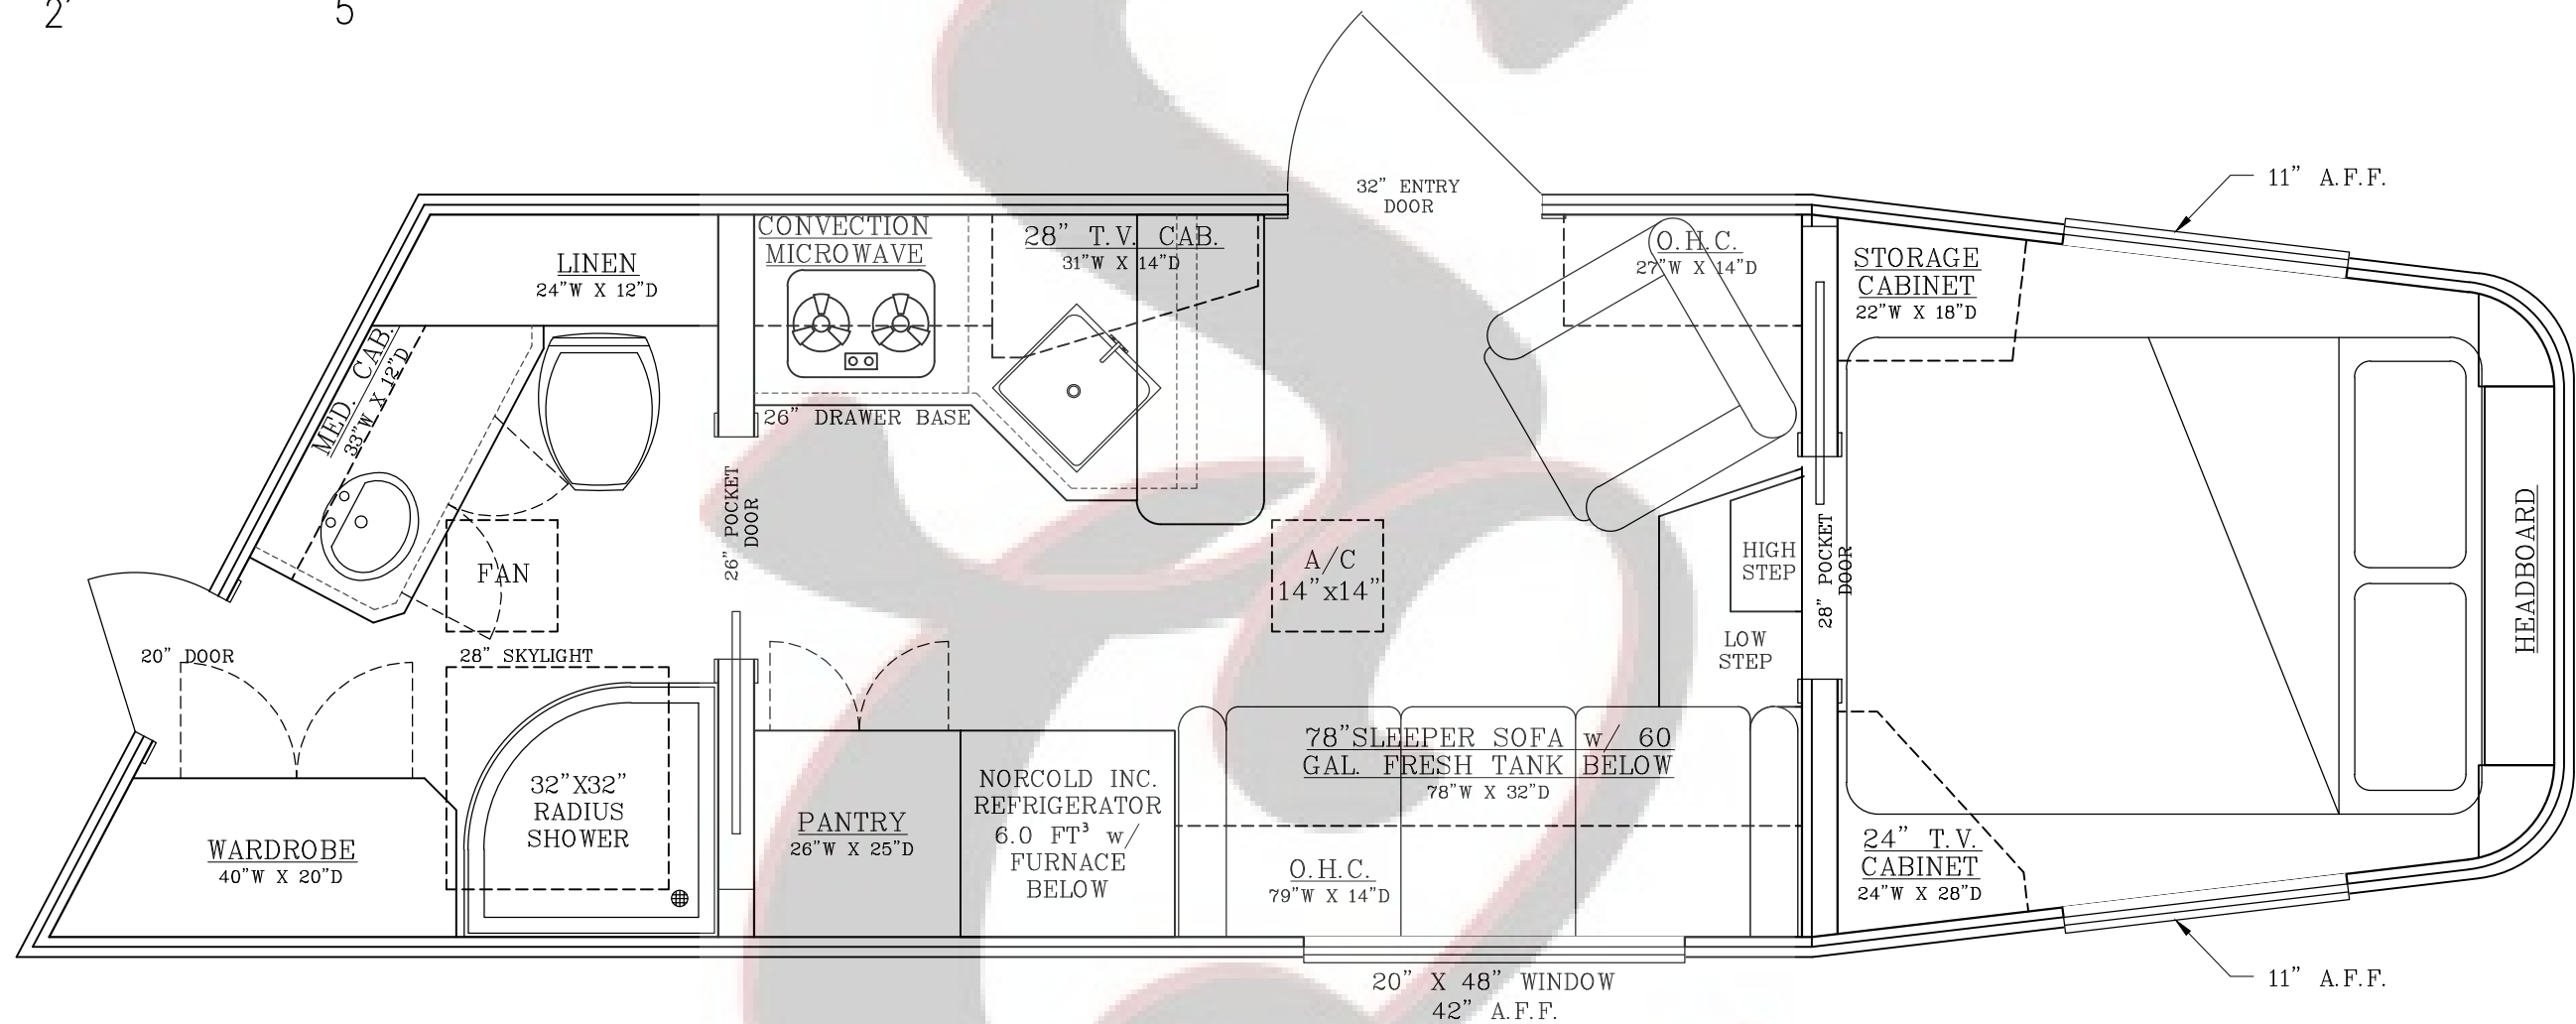 2'
5
11" A.F.F.
32" ENTRY
DOOR
CONVECTION
MICROWAVE
28" T.V. CAB.
31"W X 14"D
O.H.C.
27"W X 14"D
STORAGE
CABINET
22"W X 18"D
LINEN
24"W X 12"D
MED. CAB.
33"W X 12"D
26" DRAWER BASE
26" POCKET
DOOR
FAN
A/C
14"x14"
HIGH
STEP
28" POCKET
DOOR
HEADBOARD
20" DOOR
28" SKYLIGHT
LOW
STEP
78"SLEEPER SOFA w/ 60
GAL. FRESH TANK BELOW
78"W X 32"D
32"X32"
RADIUS
SHOWER
NORCOLD INC.
REFRIGERATOR
6.0 FT³ w/
FURNACE
BELOW
PANTRY
26"W X 25"D
WARDROBE
40"W X 20"D
O.H.C.
79"W X 14"D
24" T.V.
CABINET
24"W X 28"D
20" X 48" WINDOW
42" A.F.F.
11" A.F.F.